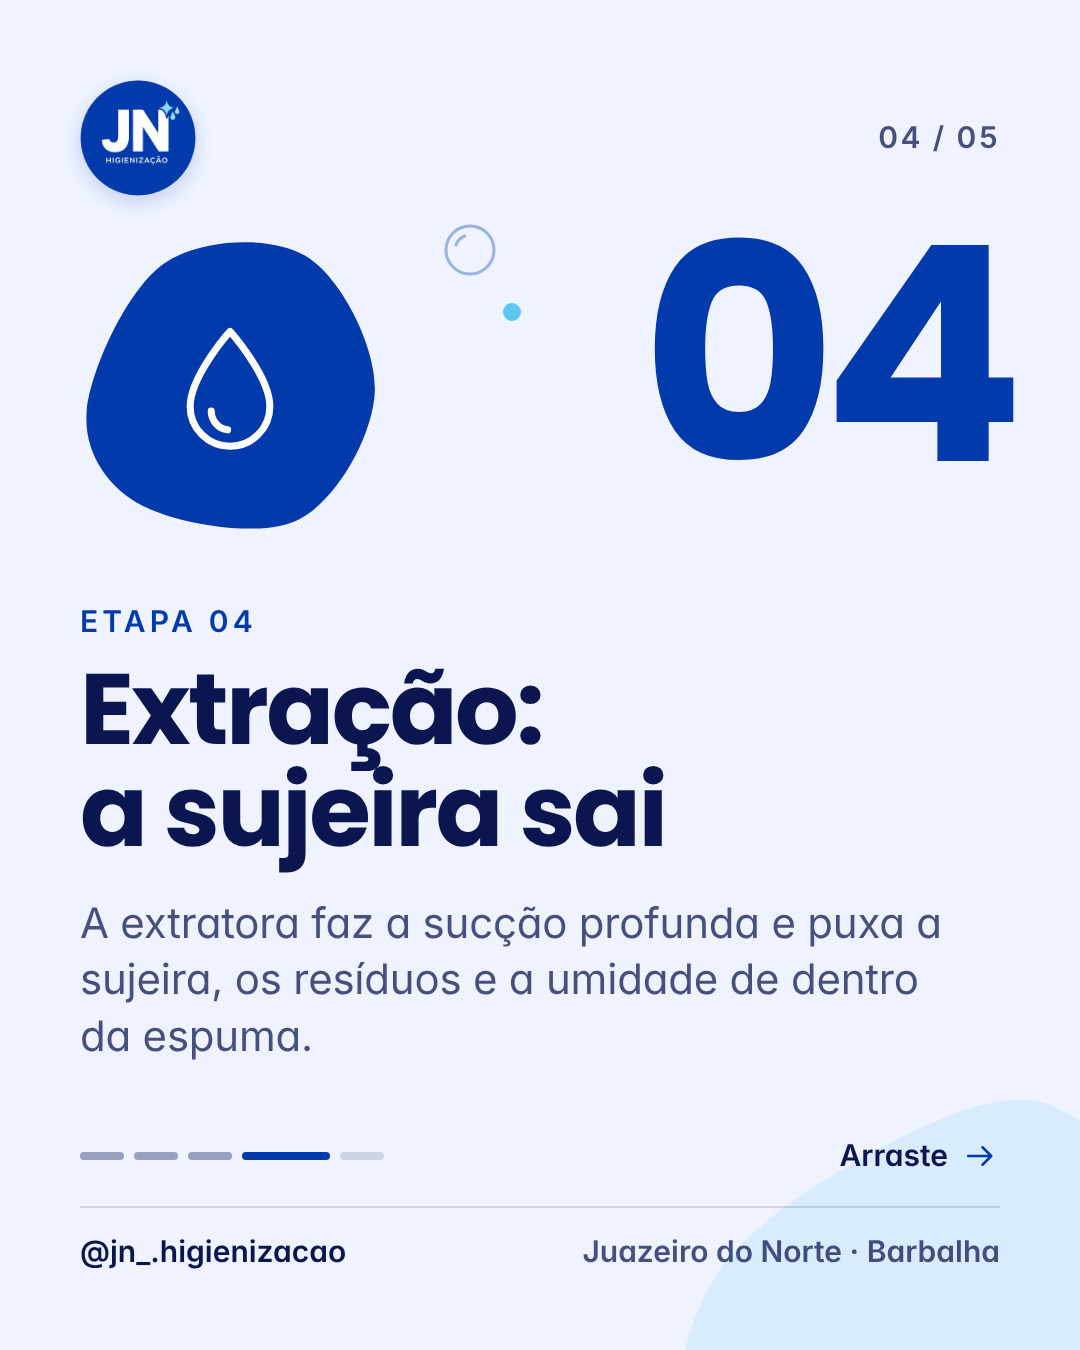 JN
HIGIENIZAÇÃO
04 / 05
04
ETAPA 04
Extração:
a sujeira sai
A extratora faz a sucção profunda e puxa a
sujeira, os resíduos e a umidade de dentro
da espuma.
Arraste →
@jn_.higienizacao
Juazeiro do Norte · Barbalha